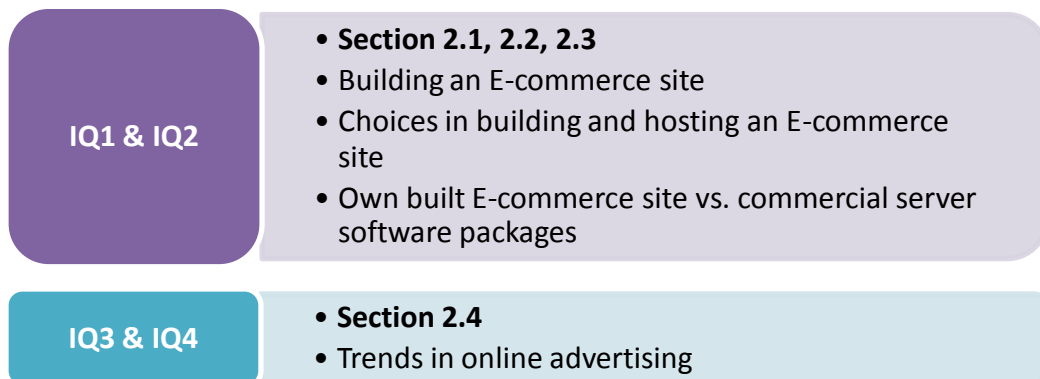 IQ1 & IQ2
• Section 2.1, 2.2, 2.3
• Building an E-commerce site
• Choices in building and hosting an E-commerce
site
• Own built E-commerce site vs. commercial server
software packages
IQ3 & IQ4
• Section 2.4
• Trends in online advertising